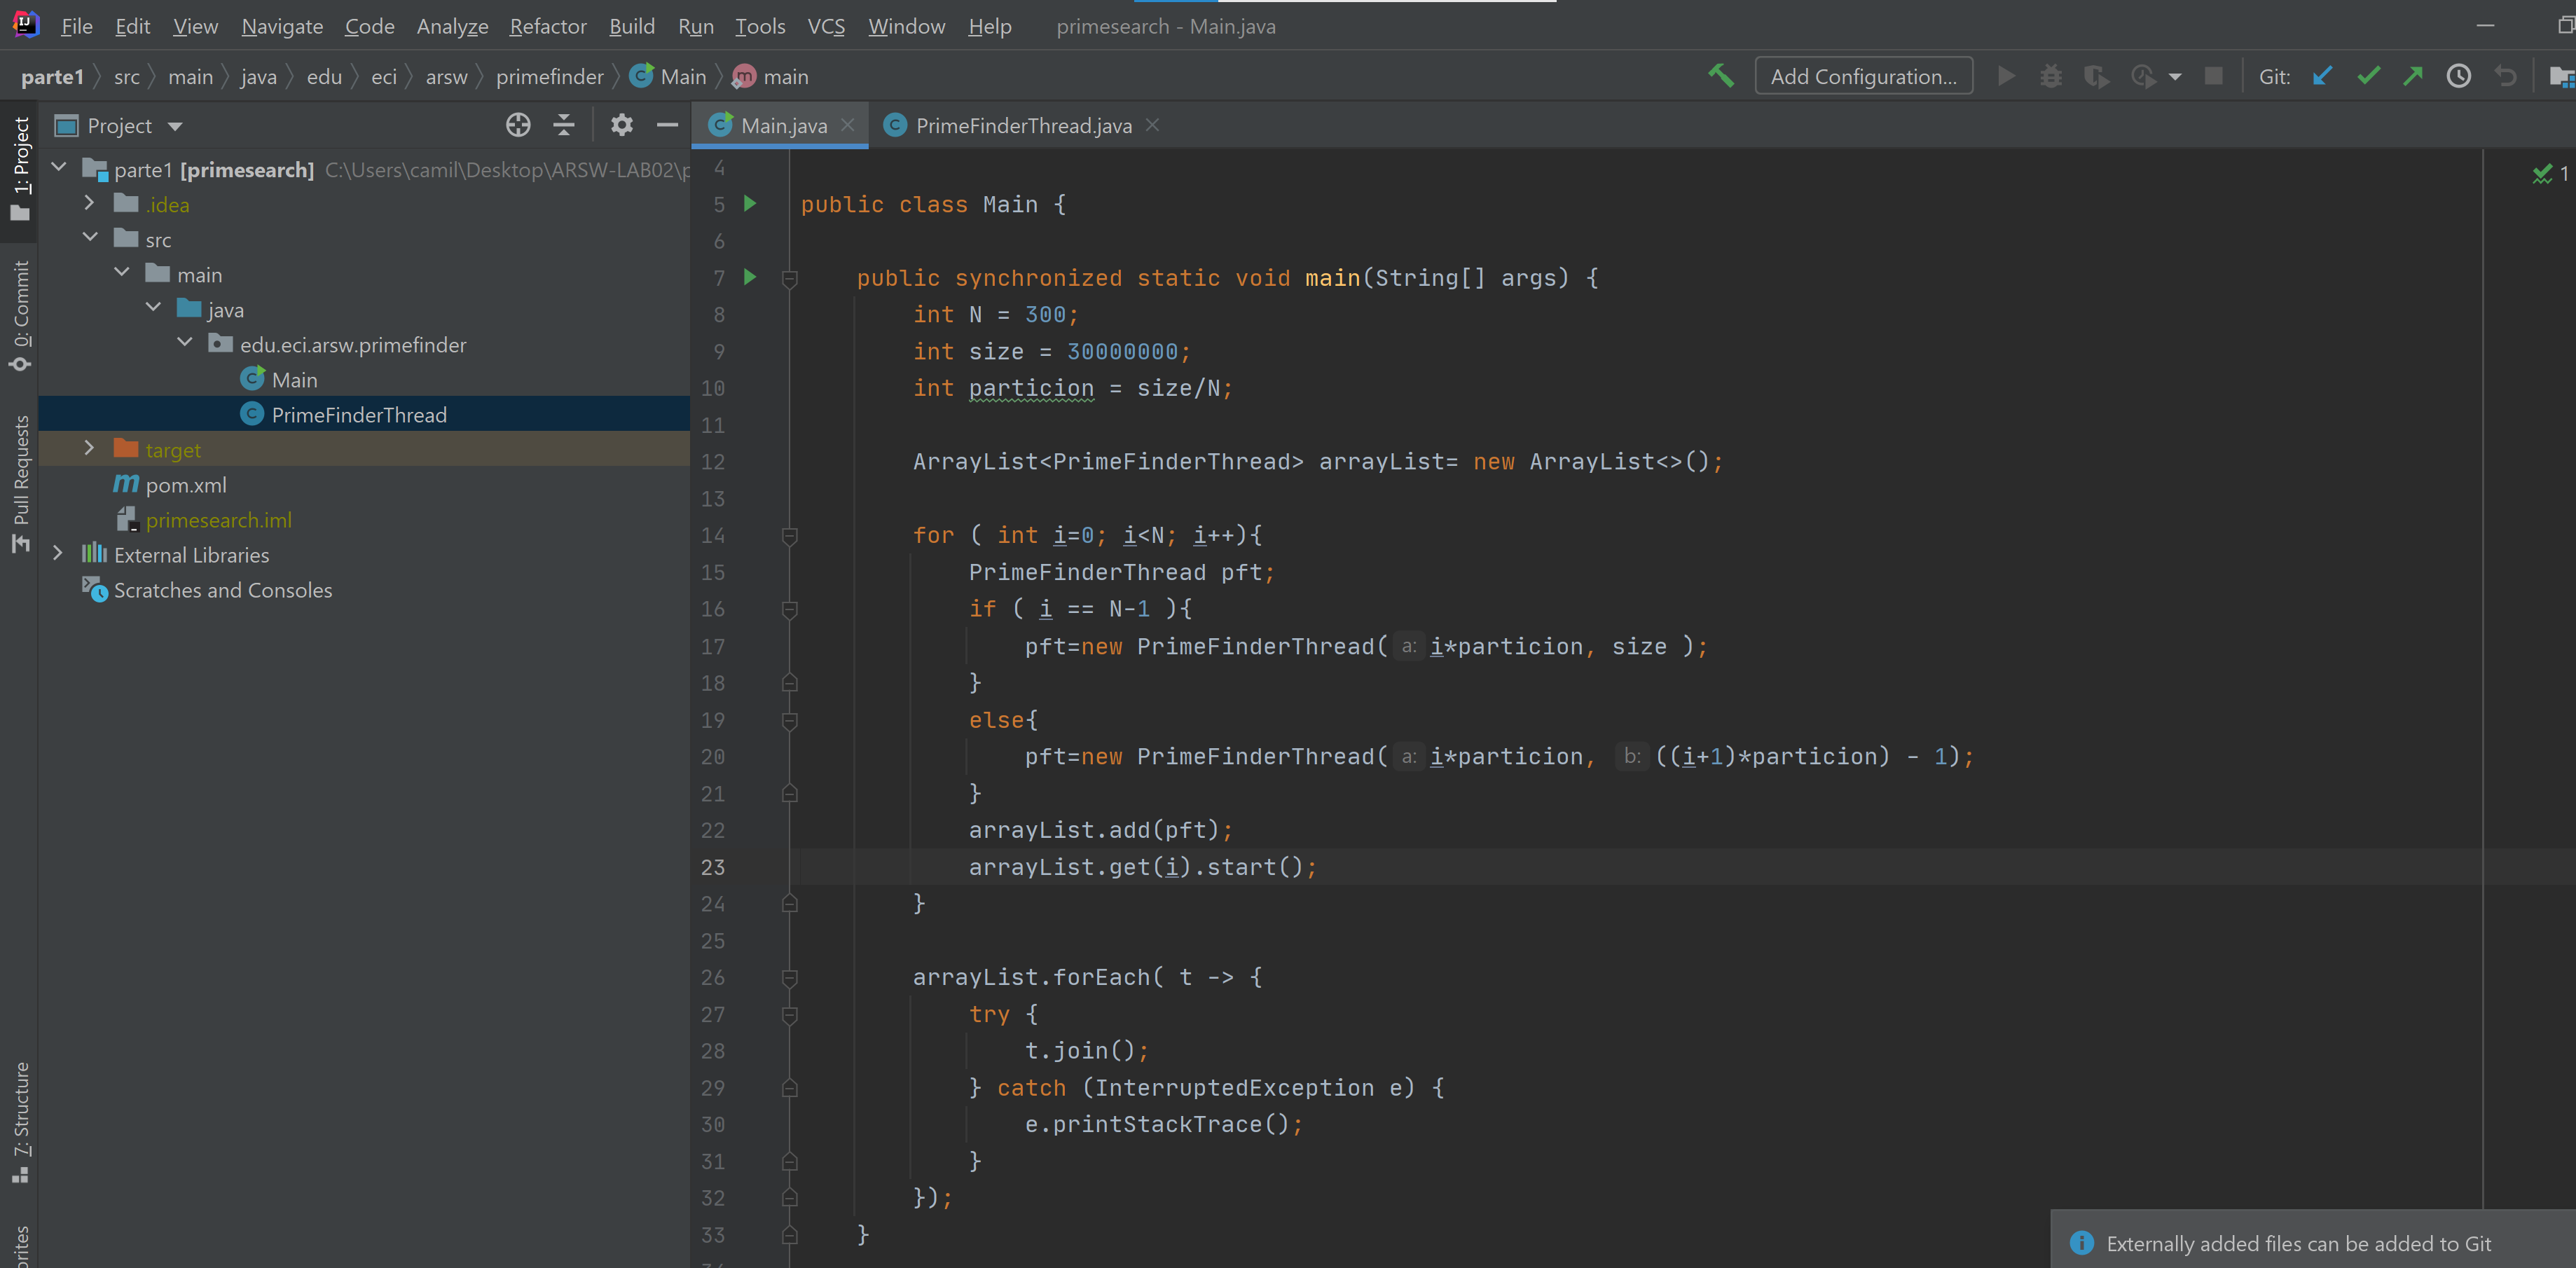 File Edit View Navigate Code Analyze Refactor Build Run Tools VCS Window Help primesearch - Main.java
parte1 src main java edu eci arsw primefinder Main main Add Configuration... Git:
1: Project
0: Commit
Pull Requests
7: Structure
Project
parte1 [primesearch] C:\Users\camil\Desktop\ARSW-LAB02\p
.idea
src
main
java
edu.eci.arsw.primefinder
Main
PrimeFinderThread
target
pom.xml
primesearch.iml
External Libraries
Scratches and Consoles
Main.java PrimeFinderThread.java
1
4
5 public class Main {
6
7 public synchronized static void main(String[] args) {
8 int N = 300;
9 int size = 30000000;
10 int particion = size/N;
11
12 ArrayList<PrimeFinderThread> arrayList= new ArrayList<>();
13
14 for ( int i=0; i<N; i++){
15 PrimeFinderThread pft;
16 if ( i == N-1 ){
17 pft=new PrimeFinderThread( a: i*particion, size );
18 }
19 else{
20 pft=new PrimeFinderThread( a: i*particion, b: ((i+1)*particion) - 1);
21 }
22 arrayList.add(pft);
23 arrayList.get(i).start();
24 }
25
26 arrayList.forEach( t -> {
27 try {
28 t.join();
29 } catch (InterruptedException e) {
30 e.printStackTrace();
31 }
32 });
33 }
Externally added files can be added to Git